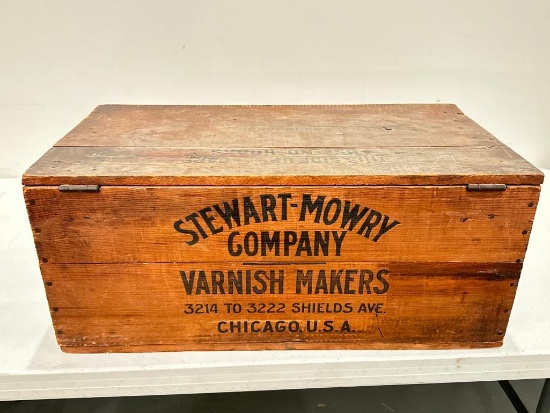 STEWART-MOWRY
COMPANY
VARNISH MAKERS
3214 TO 3222 SHIELDS AVE.
CHICAGO, U.S.A.